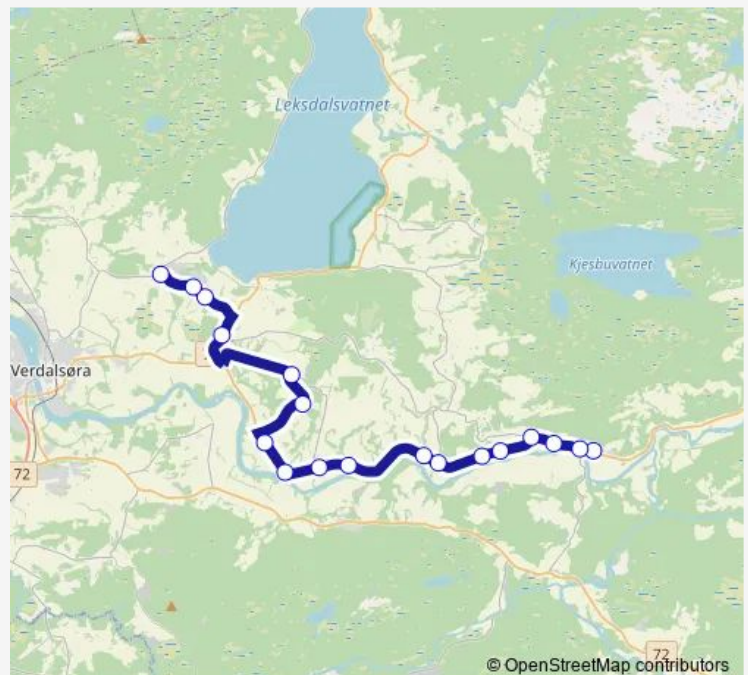 Leksdalsvatnet
Kjesbuvatnet
Verdalsøra
72
72
© OpenStreetMap contributors